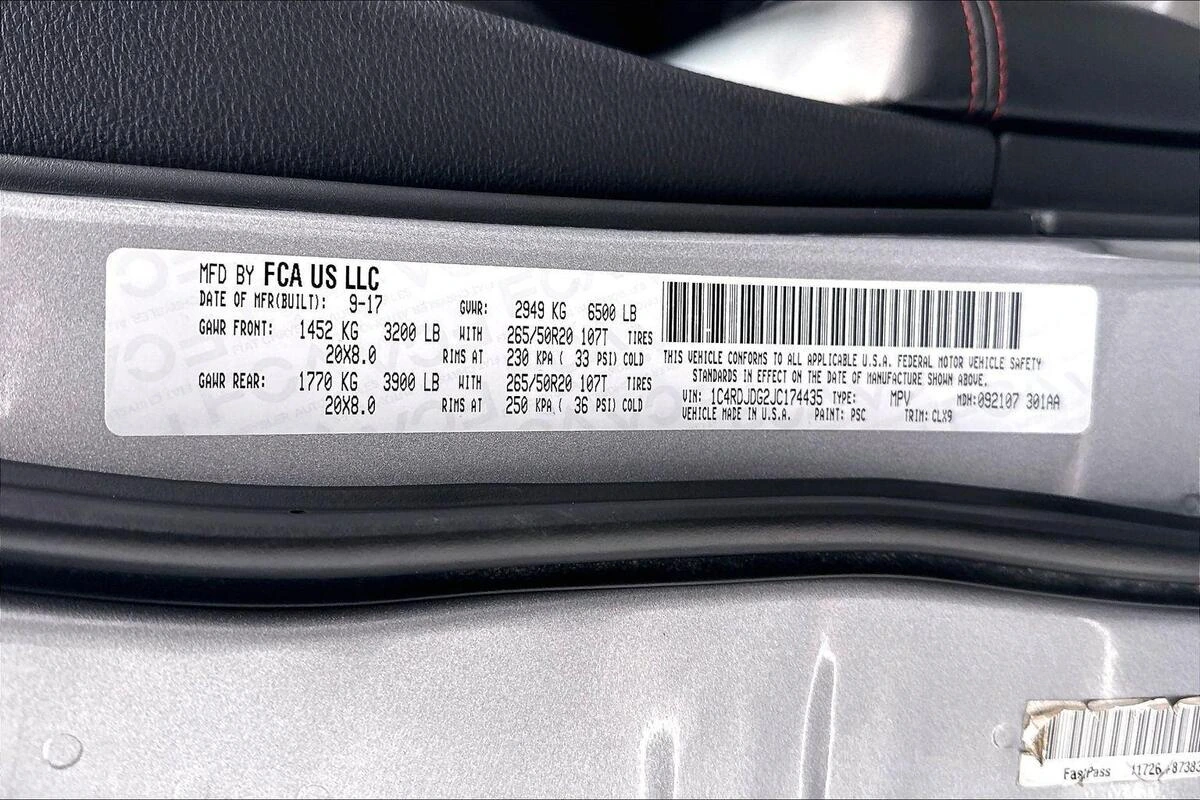 MFD BY FCA US LLC
DATE OF MFR(BUILT): 9-17 GVWR: 2949 KG 6500 LB
GAWR FRONT: 1452 KG 3200 LB WITH 265/50R20 107T TIRES
20X8.0 RIMS AT 230 KPA ( 33 PSI) COLD
GAWR REAR: 1770 KG 3900 LB WITH 265/50R20 107T TIRES
20X8.0 RIMS AT 250 KPA ( 36 PSI) COLD
THIS VEHICLE CONFORMS TO ALL APPLICABLE U.S.A. FEDERAL MOTOR VEHICLE SAFETY
STANDARDS IN EFFECT ON THE DATE OF MANUFACTURE SHOWN ABOVE.
VIN: 1C4RDJDG2JC174435 TYPE: MPV MDH:092107 301AA
VEHICLE MADE IN U.S.A. PAINT: PSC TRIM: CLX9
FastPass 11726